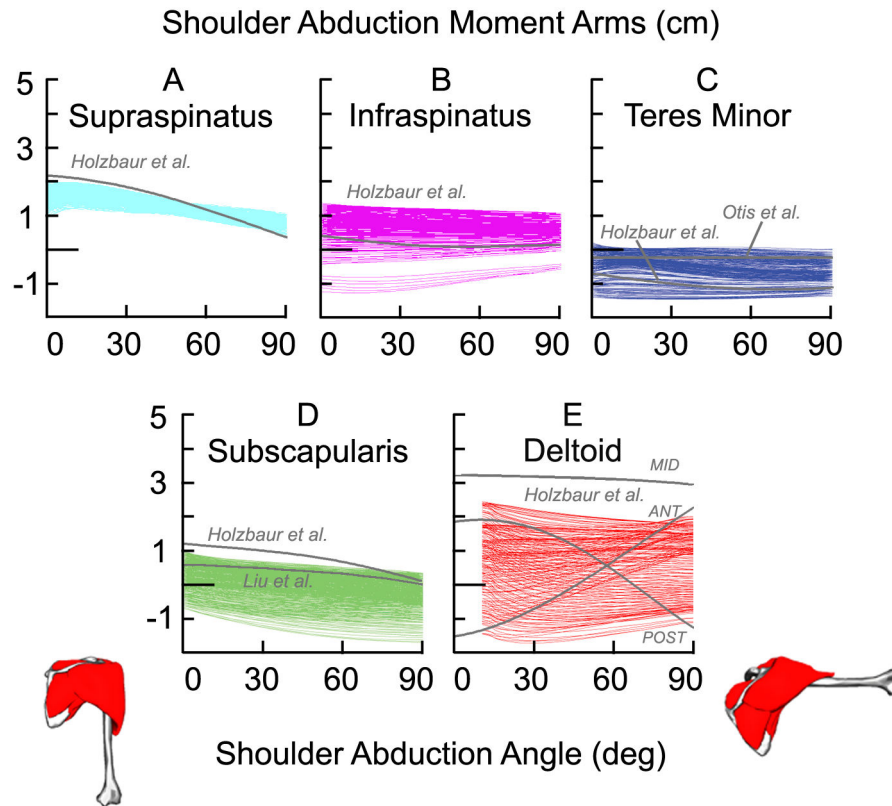 Shoulder Abduction Moment Arms (cm)
A
Supraspinatus
B
Infraspinatus
C
Teres Minor
5
3
1
-1
Holzbaur et al.
Holzbaur et al.
Holzbaur et al.
Otis et al.
0 30 60 90
0 30 60 90
0 30 60 90
D
Subscapularis
E
Deltoid
5
3
1
-1
Holzbaur et al.
Liu et al.
MID
Holzbaur et al.
ANT
POST
0 30 60 90
0 30 60 90
Shoulder Abduction Angle (deg)